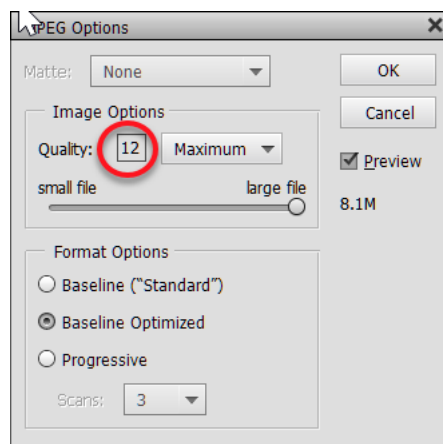 JPEG Options
Matte: None
OK
Image Options
Cancel
Quality: 12 Maximum
Preview
small file large file
8.1M
Format Options
Baseline ("Standard")
Baseline Optimized
Progressive
Scans: 3